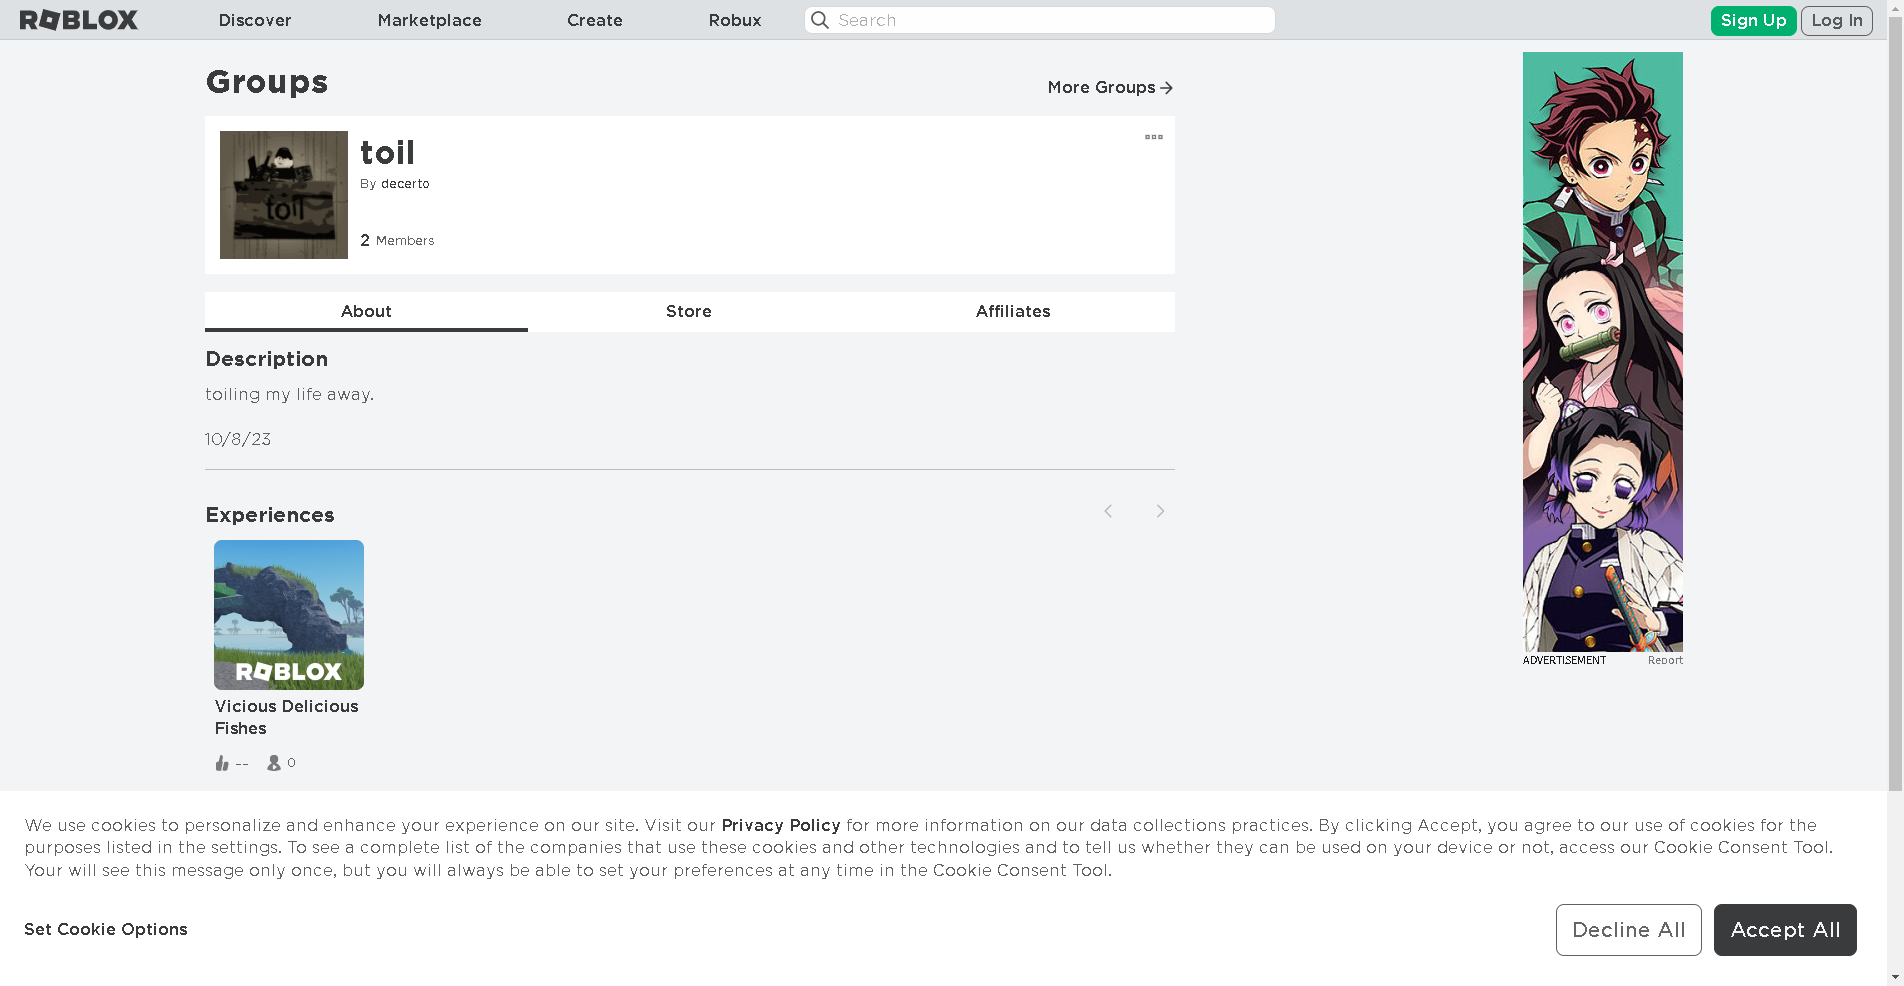 ROBLOX
Discover
Marketplace
Create
Robux
Search
Sign Up
Log In
Groups
More Groups
toil
toil
By decerto
2 Members
About
Store
Affiliates
Description
toiling my life away.
10/8/23
Experiences
ROBLOX
Vicious Delicious
Fishes
--
0
ADVERTISEMENT
Report
We use cookies to personalize and enhance your experience on our site. Visit our Privacy Policy for more information on our data collections practices. By clicking Accept, you agree to our use of cookies for the
purposes listed in the settings. To see a complete list of the companies that use these cookies and other technologies and to tell us whether they can be used on your device or not, access our Cookie Consent Tool.
Your will see this message only once, but you will always be able to set your preferences at any time in the Cookie Consent Tool.
Set Cookie Options
Decline All
Accept All